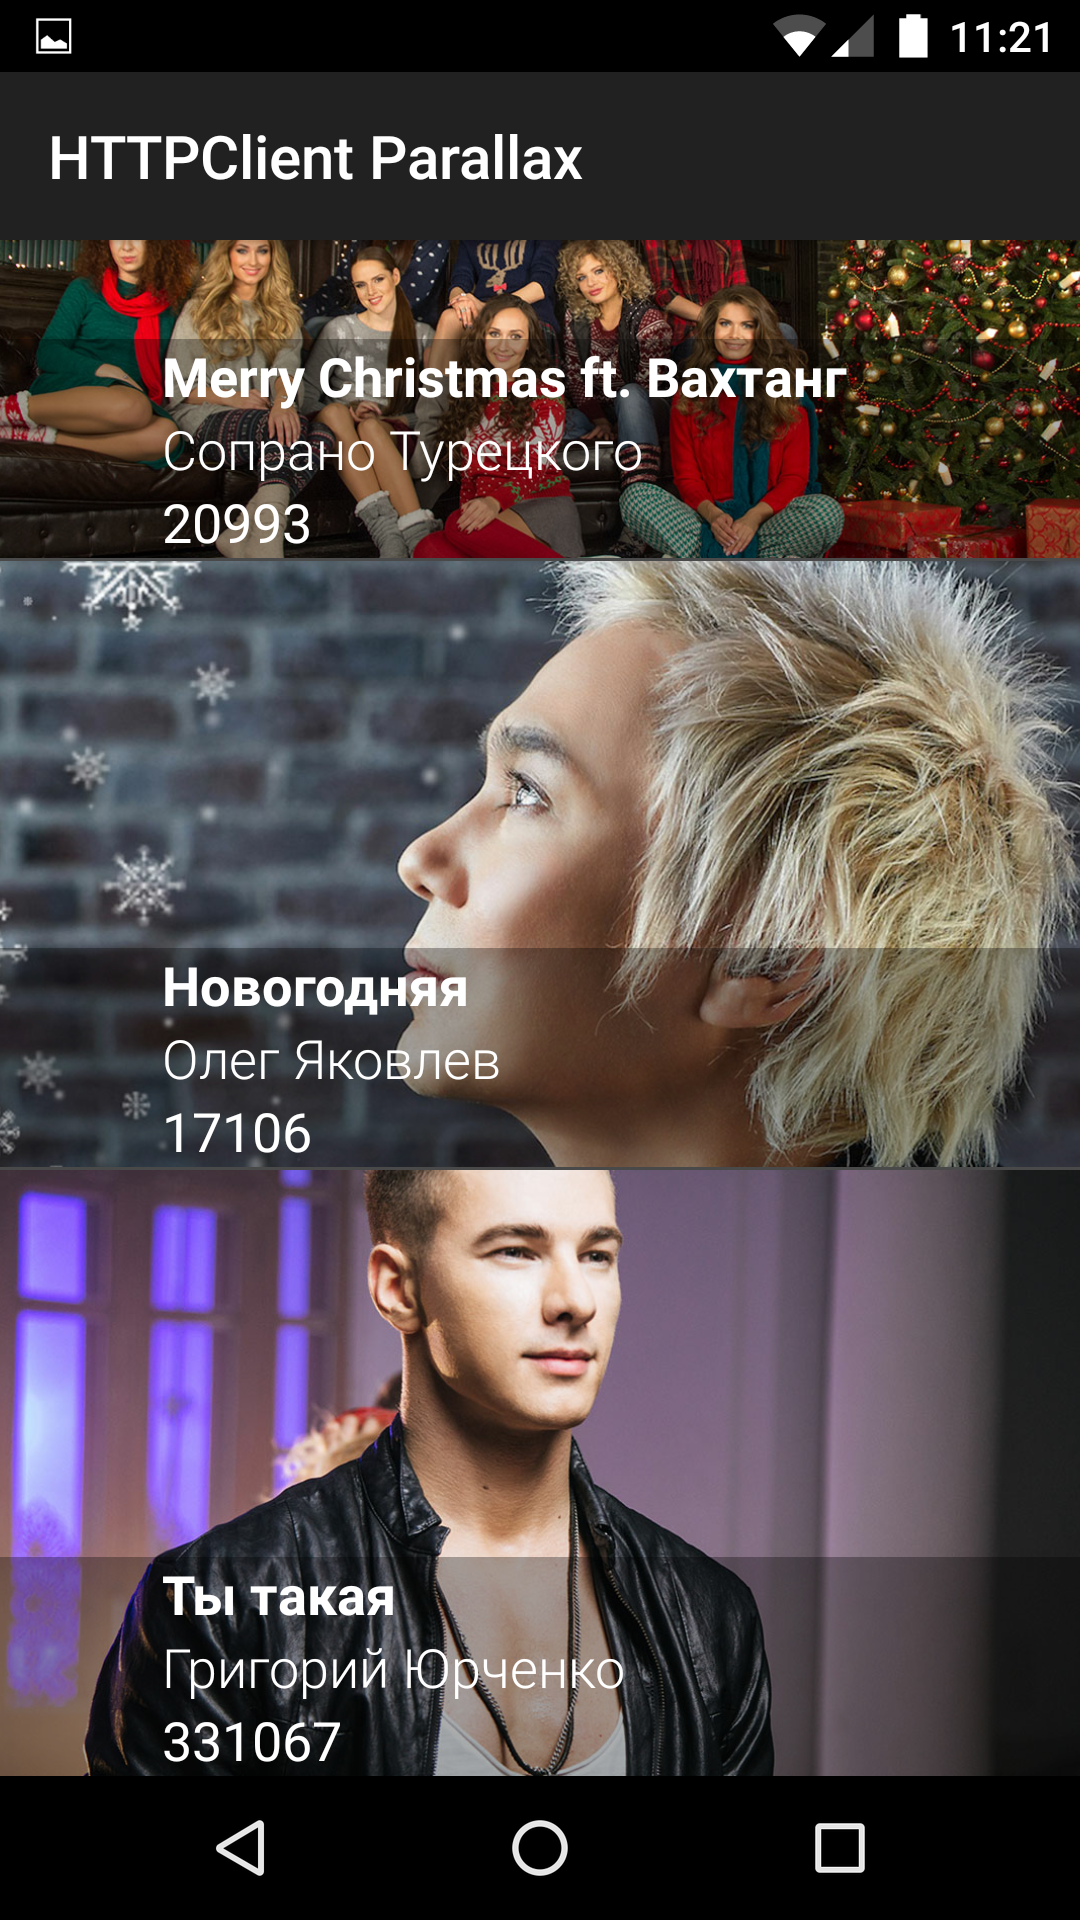 11:21
HTTPClient Parallax
Merry Christmas ft. Вахтанг
Сопрано Турецкого
20993
Новогодняя
Олег Яковлев
17106
Ты такая
Григорий Юрченко
331067